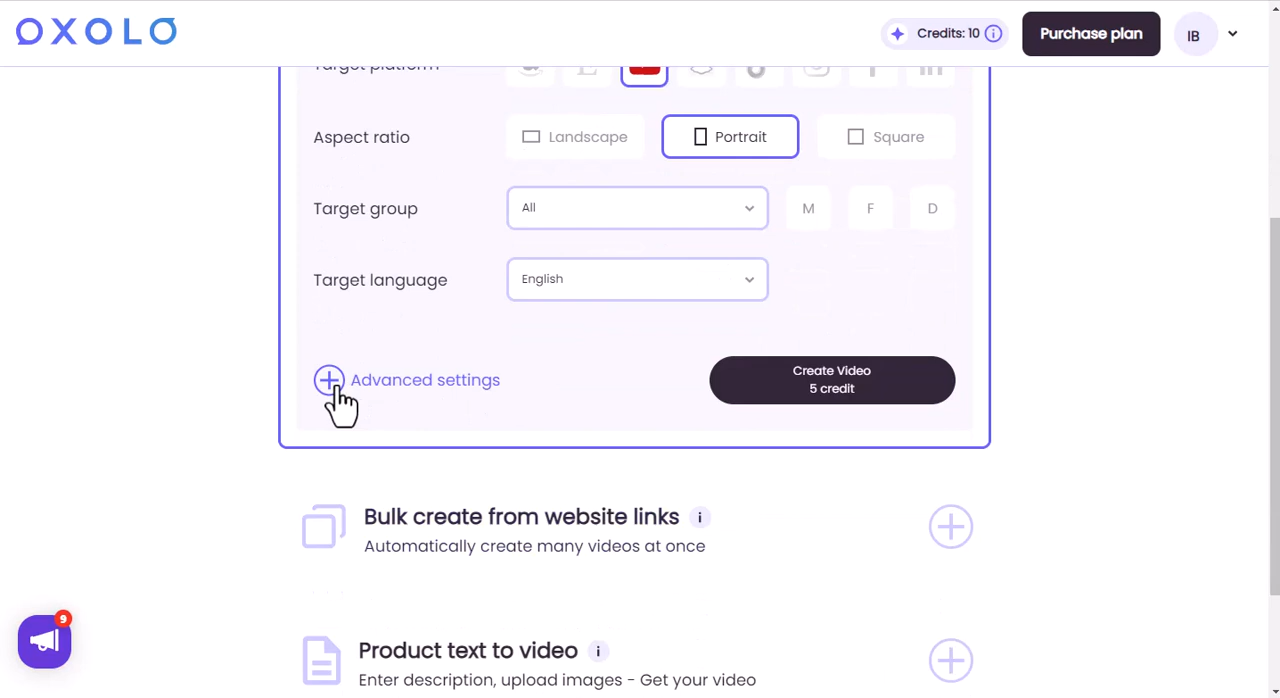 OXOLO
Credits: 10 i
Purchase plan
IB
Target platform
Aspect ratio
Landscape
Portrait
Square
Target group
All
M
F
D
Target language
English
Advanced settings
Create Video
5 credit
Bulk create from website links i
Automatically create many videos at once
9
Product text to video i
Enter description, upload images - Get your video